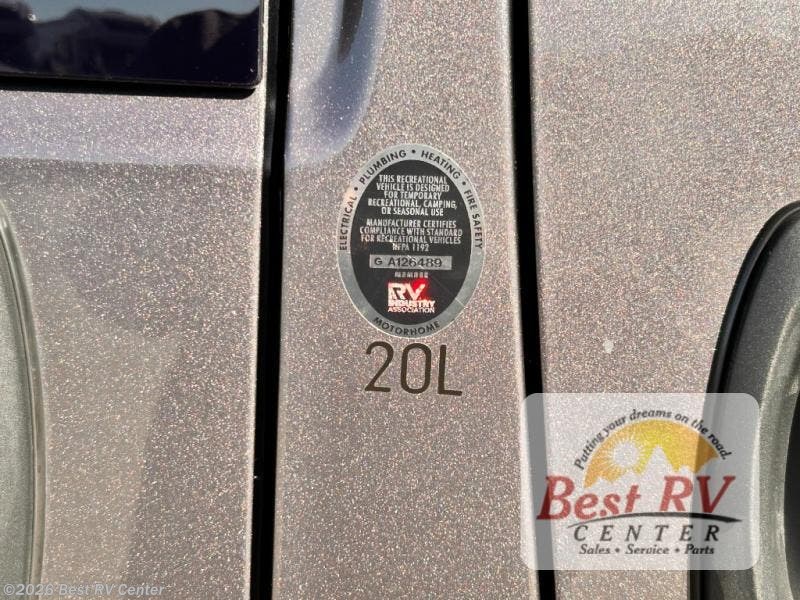 ELECTRICAL • PLUMBING • HEATING • FIRE SAFETY
THIS RECREATIONAL
VEHICLE IS DESIGNED
FOR TEMPORARY
RECREATIONAL, CAMPING,
OR SEASONAL USE
MANUFACTURER CERTIFIES
COMPLIANCE WITH STANDARD
FOR RECREATIONAL VEHICLES
NFPA 1192
G A126489
MEMBER
RV
INDUSTRY
ASSOCIATION
MOTORHOME
20L
Putting your dreams on the road.
Best RV
CENTER
Sales • Service • Parts
©2026 Best RV Center